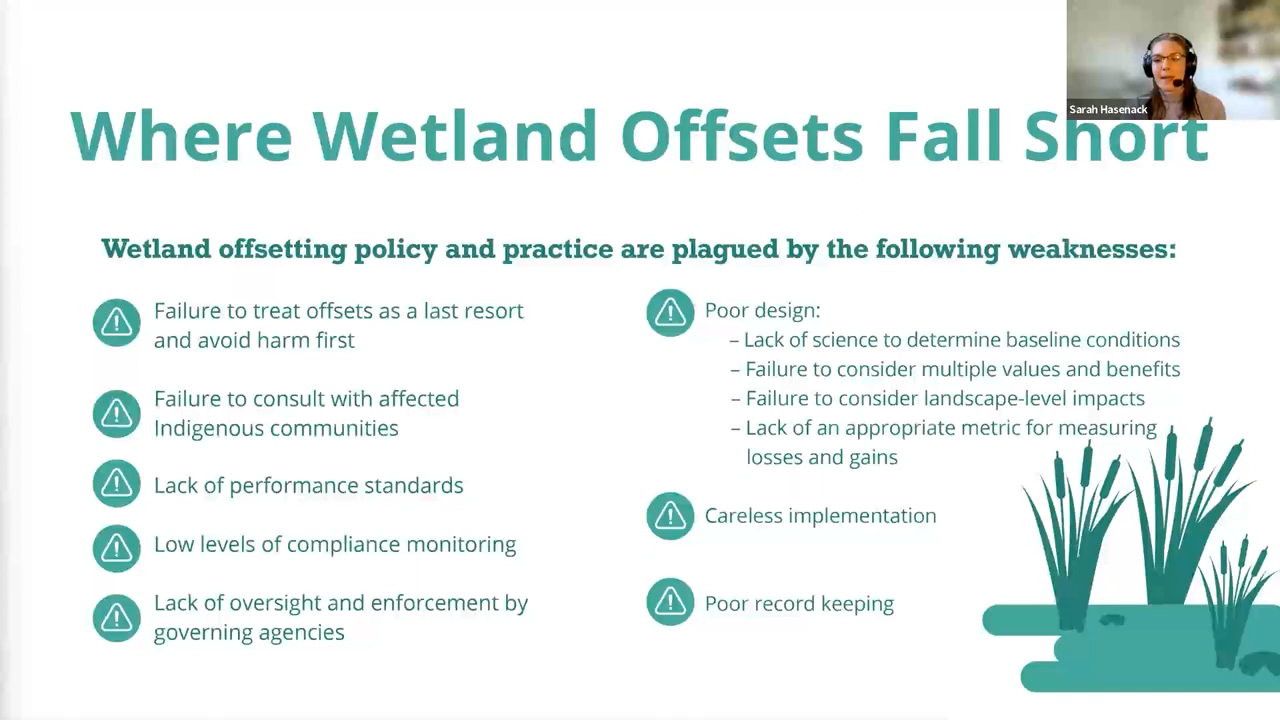 Sarah Hasenack
Where Wetland Offsets Fall Short
Wetland offsetting policy and practice are plagued by the following weaknesses:
Failure to treat offsets as a last resort
and avoid harm first
Failure to consult with affected
Indigenous communities
Lack of performance standards
Low levels of compliance monitoring
Lack of oversight and enforcement by
governing agencies
Poor design:
– Lack of science to determine baseline conditions
– Failure to consider multiple values and benefits
– Failure to consider landscape-level impacts
– Lack of an appropriate metric for measuring
losses and gains
Careless implementation
Poor record keeping